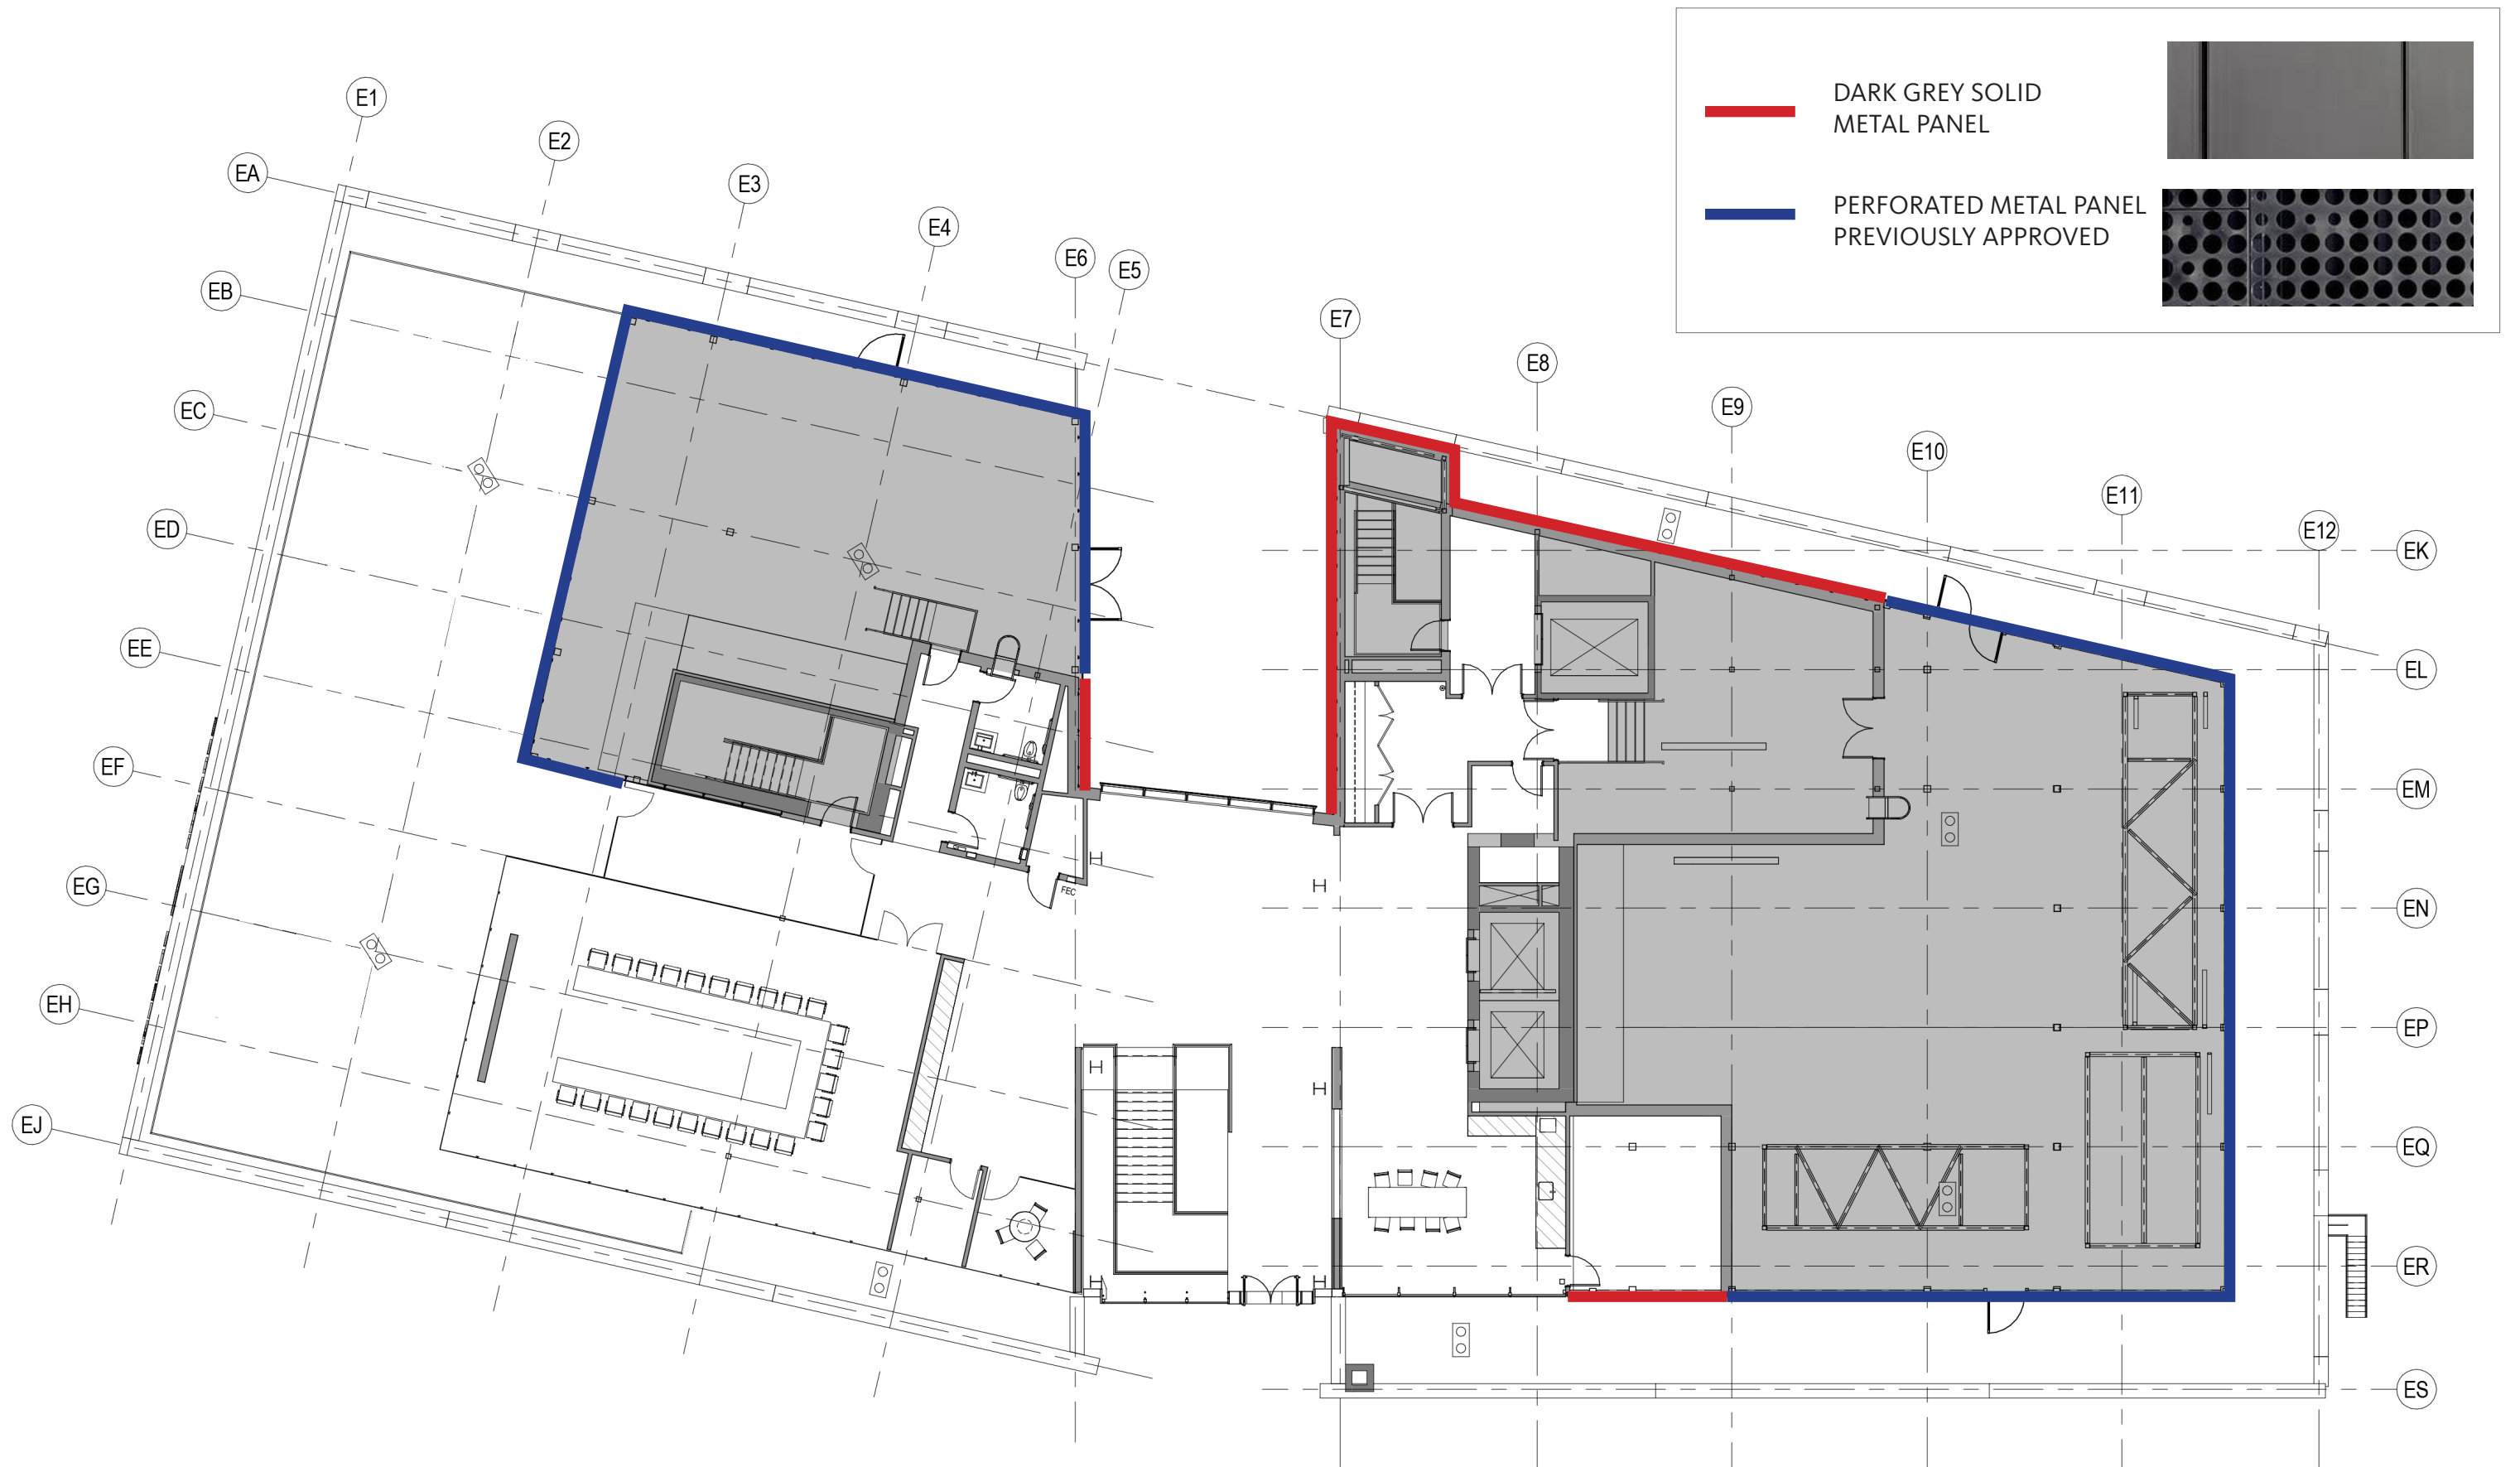 DARK GREY SOLID
METAL PANEL
PERFORATED METAL PANEL
PREVIOUSLY APPROVED
E1
E2
E3
E4
E6
E5
E7
E8
E9
E10
E11
E12
EA
EB
EC
ED
EE
EF
EG
EH
EJ
EK
EL
EM
EN
EP
EQ
ER
ES
FEC